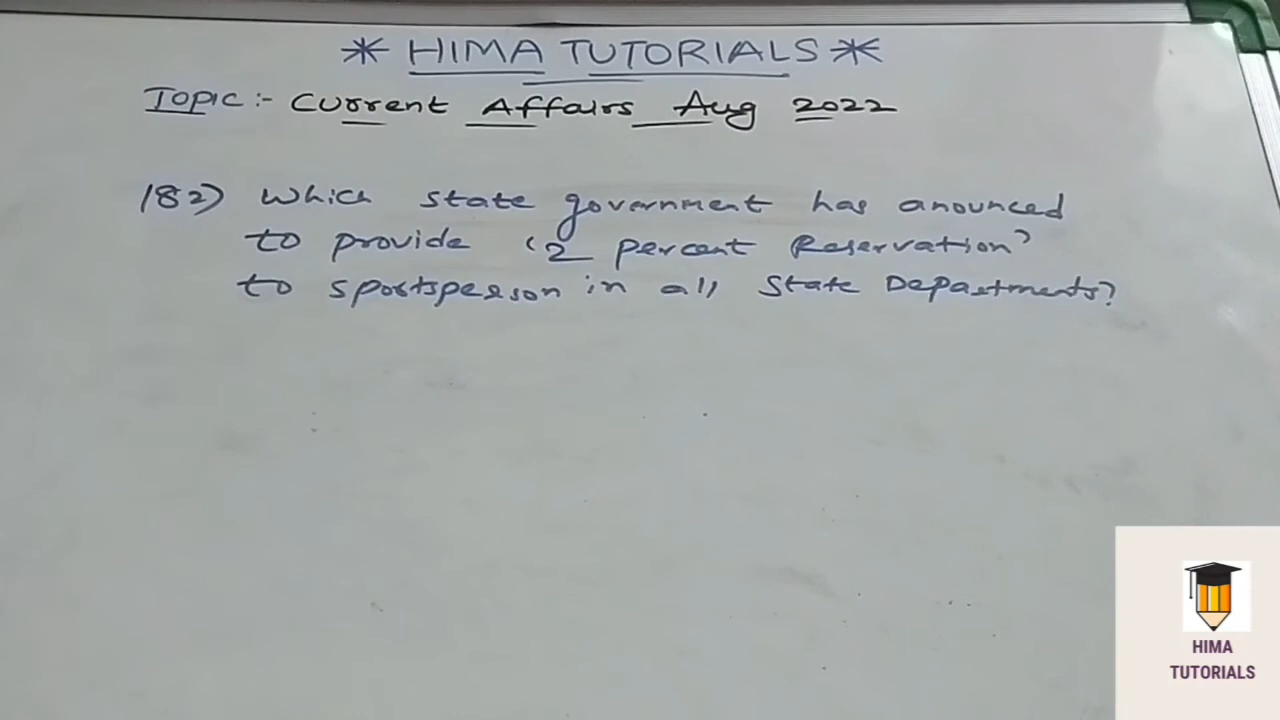 * HIMA TUTORIALS *
Topic:- Current Affairs Aug 2022
182) Which state government has anounced
to provide '2 percent Reservation'
to sportsperson in all State Departments?
HIMA
TUTORIALS